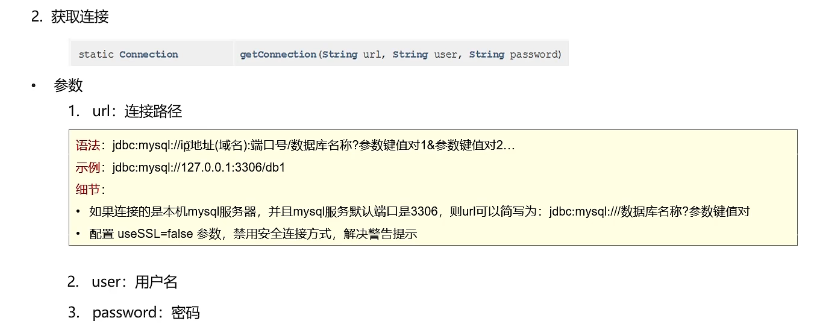 2. 获取连接
static Connection getConnection(String url, String user, String password)
• 参数
1. url：连接路径
语法：jdbc:mysql://ip地址(域名):端口号/数据库名称?参数键值对1&参数键值对2…
示例：jdbc:mysql://127.0.0.1:3306/db1
细节：
• 如果连接的是本机mysql服务器，并且mysql服务默认端口是3306，则url可以简写为：jdbc:mysql:///数据库名称?参数键值对
• 配置 useSSL=false 参数，禁用安全连接方式，解决警告提示
2. user：用户名
3. password：密码